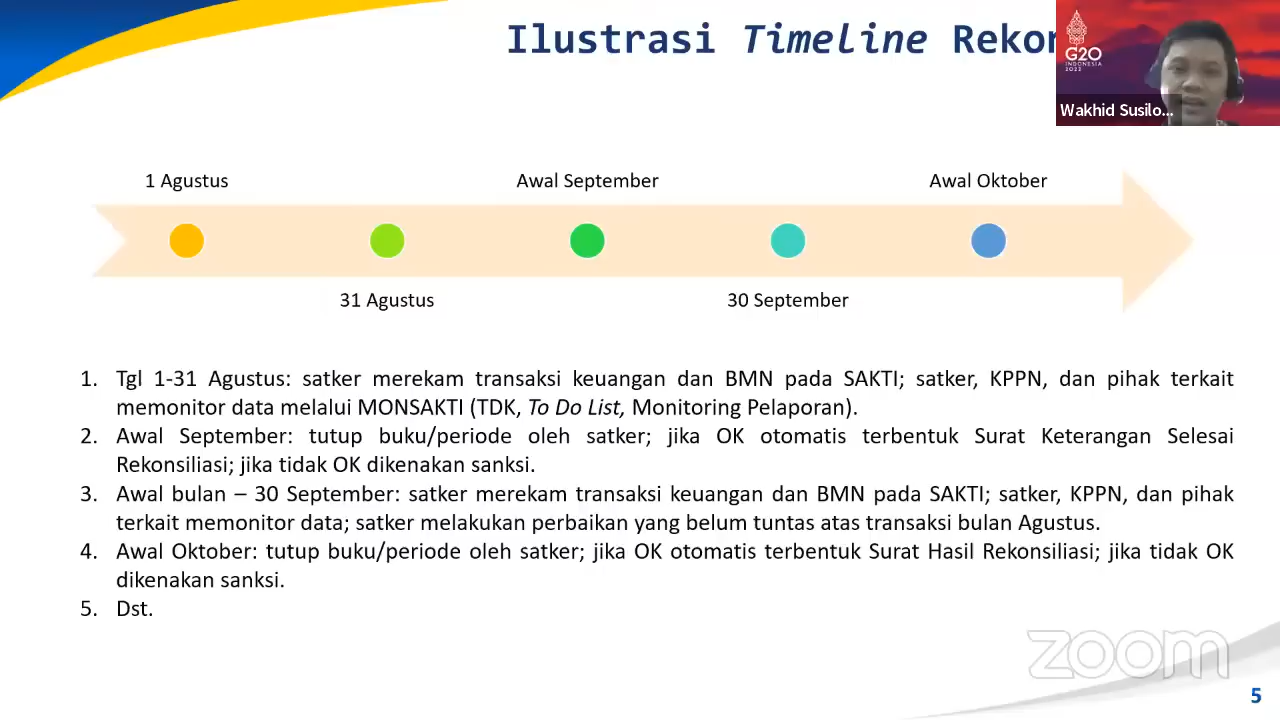 Ilustrasi Timeline
G20
INDONESIA
2022
Wakhid Susilo...
1 Agustus
Awal September
Awal Oktober
31 Agustus
30 September
1. Tgl 1-31 Agustus: satker merekam transaksi keuangan dan BMN pada SAKTI; satker, KPPN, dan pihak terkait
memonitor data melalui MONSAKTI (TDK, To Do List, Monitoring Pelaporan).
2. Awal September: tutup buku/periode oleh satker; jika OK otomatis terbentuk Surat Keterangan Selesai
Rekonsiliasi; jika tidak OK dikenakan sanksi.
3. Awal bulan – 30 September: satker merekam transaksi keuangan dan BMN pada SAKTI; satker, KPPN, dan pihak
terkait memonitor data; satker melakukan perbaikan yang belum tuntas atas transaksi bulan Agustus.
4. Awal Oktober: tutup buku/periode oleh satker; jika OK otomatis terbentuk Surat Hasil Rekonsiliasi; jika tidak OK
dikenakan sanksi.
5. Dst.
zoom
5